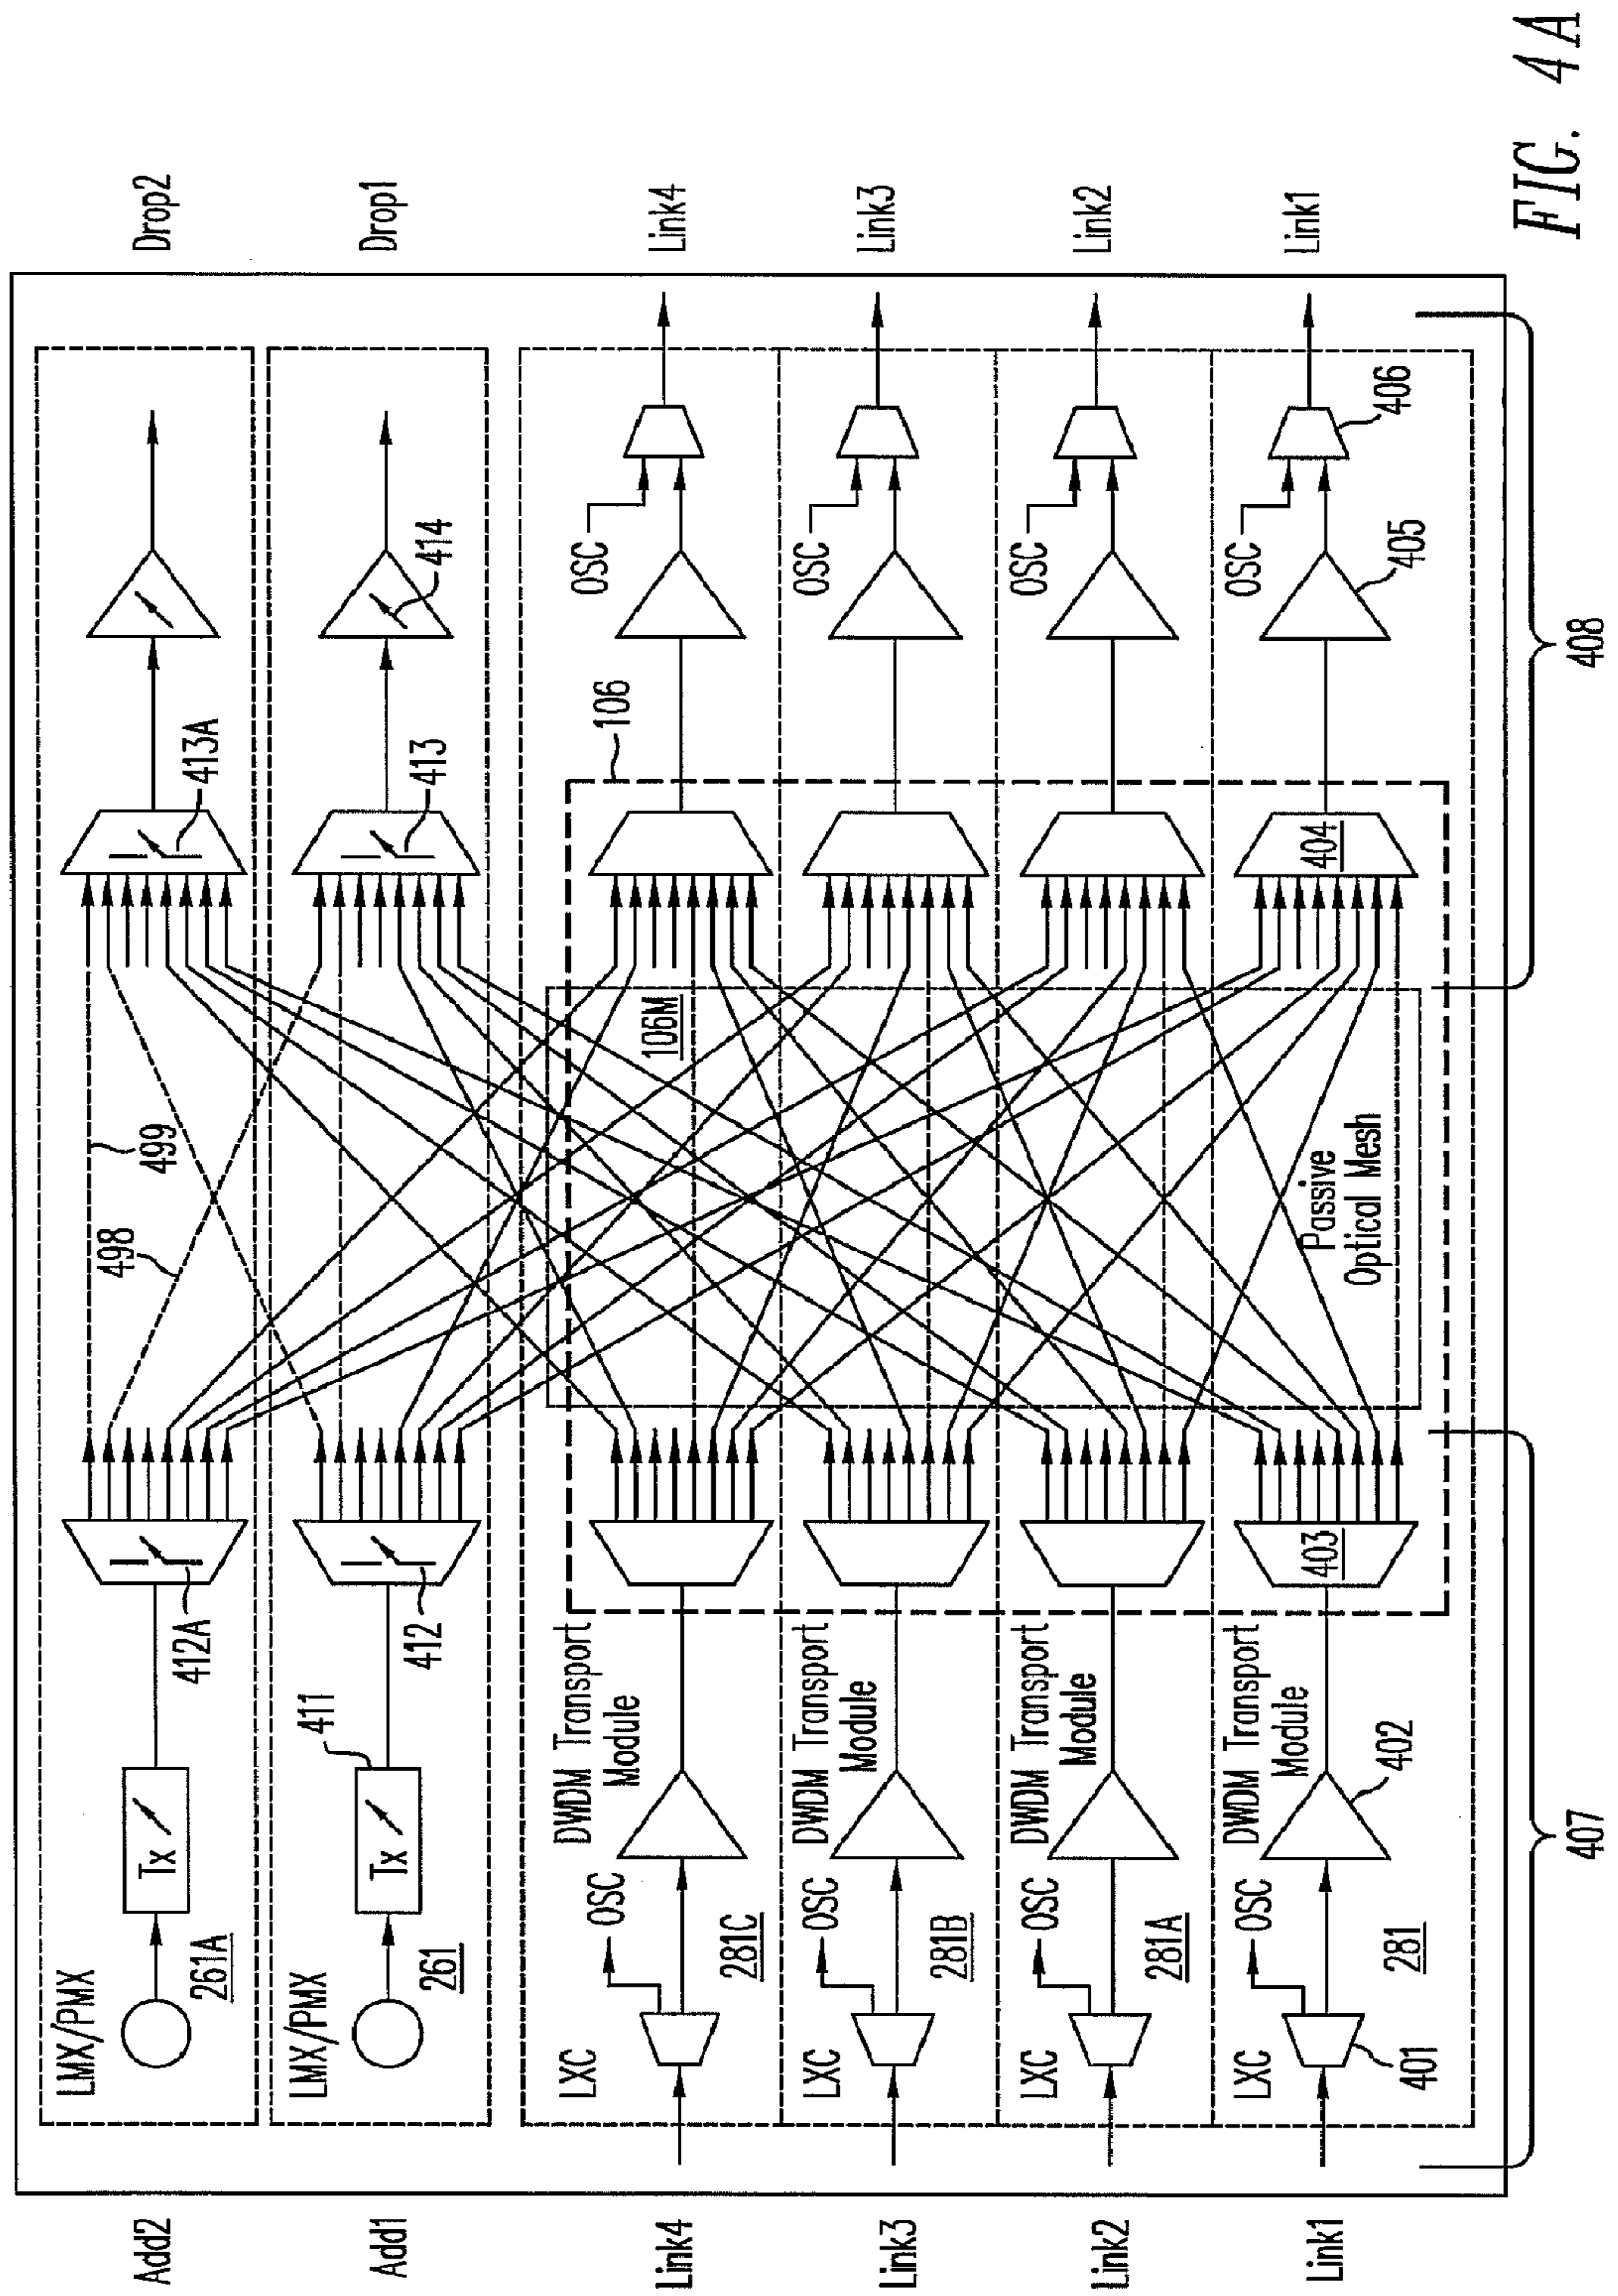 Add2
LMX/PMX
261A
Tx
412A
498
499
413A
Drop2
Add1
LMX/PMX
261
Tx
411
412
413
414
Drop1
Link4
LXC
OSC
281C
DWDM Transport
Module
106M
106
OSC
Link4
Link3
LXC
OSC
281B
DWDM Transport
Module
OSC
Link3
Link2
LXC
OSC
281A
DWDM Transport
Module
OSC
Link2
Link1
LXC
401
OSC
281
DWDM Transport
Module
402
403
Passive
Optical Mesh
404
OSC
405
406
Link1
407
408
FIG. 4A